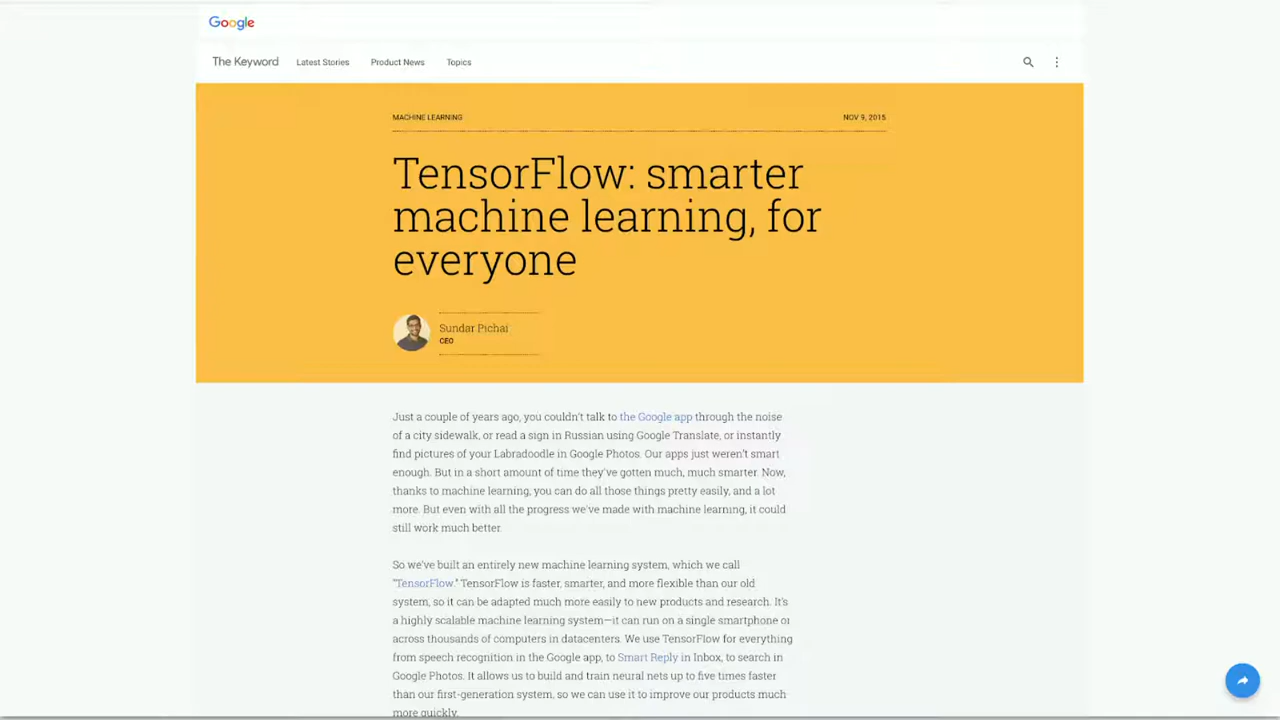 Google
The Keyword Latest Stories Product News Topics
MACHINE LEARNING NOV 9, 2015
TensorFlow: smarter
machine learning, for
everyone
Sundar Pichai
CEO
Just a couple of years ago, you couldn't talk to the Google app through the noise
of a city sidewalk, or read a sign in Russian using Google Translate, or instantly
find pictures of your Labradoodle in Google Photos. Our apps just weren't smart
enough. But in a short amount of time they've gotten much, much smarter. Now,
thanks to machine learning, you can do all those things pretty easily, and a lot
more. But even with all the progress we've made with machine learning, it could
still work much better.
So we've built an entirely new machine learning system, which we call
"TensorFlow." TensorFlow is faster, smarter, and more flexible than our old
system, so it can be adapted much more easily to new products and research. It's
a highly scalable machine learning system—it can run on a single smartphone or
across thousands of computers in datacenters. We use TensorFlow for everything
from speech recognition in the Google app, to Smart Reply in Inbox, to search in
Google Photos. It allows us to build and train neural nets up to five times faster
than our first-generation system, so we can use it to improve our products much
more quickly.